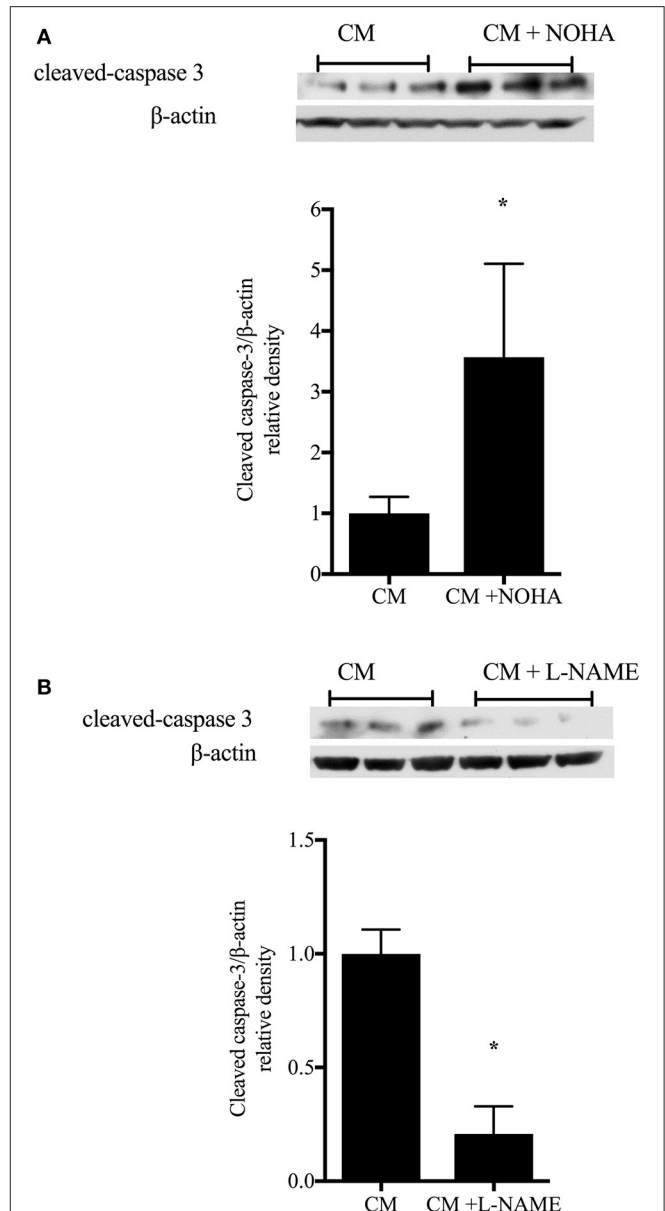 A
CM
CM + NOHA
cleaved-caspase 3
β-actin
*
6
5
4
3
2
1
0
Cleaved caspase-3/β-actin
relative density
CM
CM +NOHA
B
CM
CM + L-NAME
cleaved-caspase 3
β-actin
1.5
1.0
*
0.5
0.0
Cleaved caspase-3/β-actin
relative density
CM
CM +L-NAME